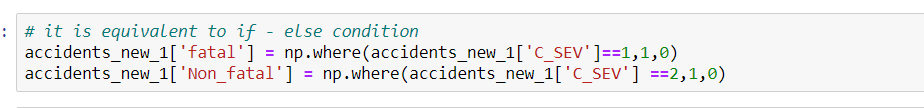 : # it is equivalent to if - else condition
accidents_new_1['fatal'] = np.where(accidents_new_1['C_SEV']==1,1,0)
accidents_new_1['Non_fatal'] = np.where(accidents_new_1['C_SEV'] ==2,1,0)